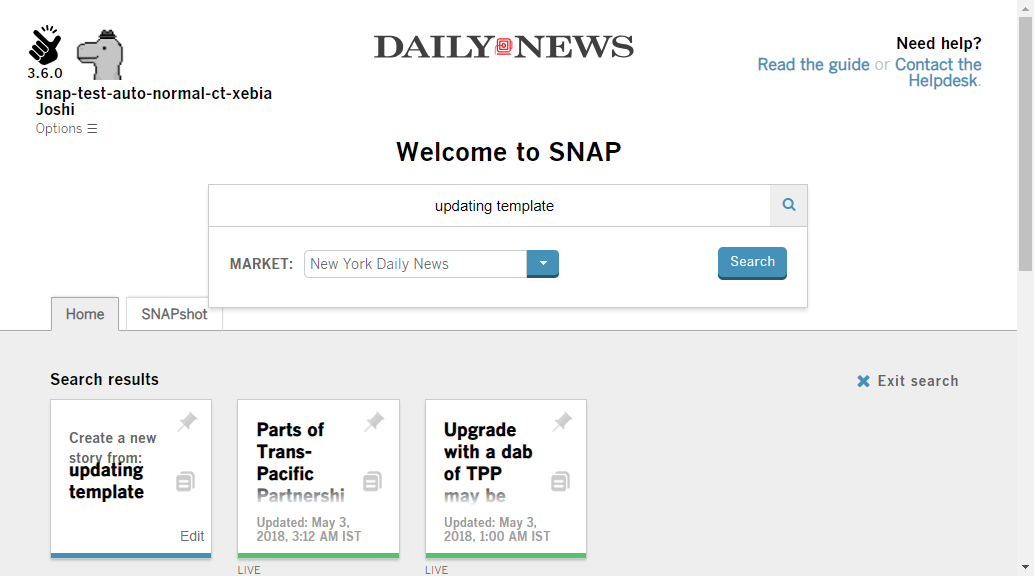 3.6.0
snap-test-auto-normal-ct-xebia
Joshi
Options
DAILY NEWS
Need help?
Read the guide or Contact the
Helpdesk.
Welcome to SNAP
updating template
MARKET: New York Daily News
Search
Home SNAPshot
Search results
Exit search
Create a new
story from:
updating
template
Edit
Parts of
Trans-
Pacific
Partnershi
Updated: May 3,
2018, 3:12 AM IST
LIVE
Upgrade
with a dab
of TPP
may be
Updated: May 3,
2018, 1:00 AM IST
LIVE